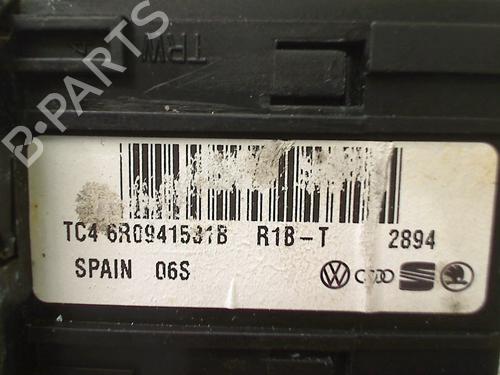 TRW
B-PARTS
TC4 6R0941531B R1B-T 2894
SPAIN 06S